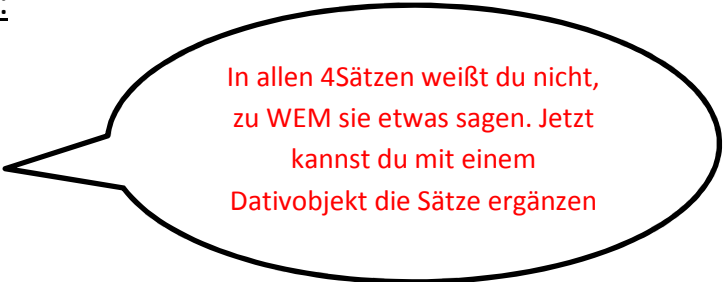 In allen 4Sätzen weißt du nicht,
zu WEM sie etwas sagen. Jetzt
kannst du mit einem
Dativobjekt die Sätze ergänzen